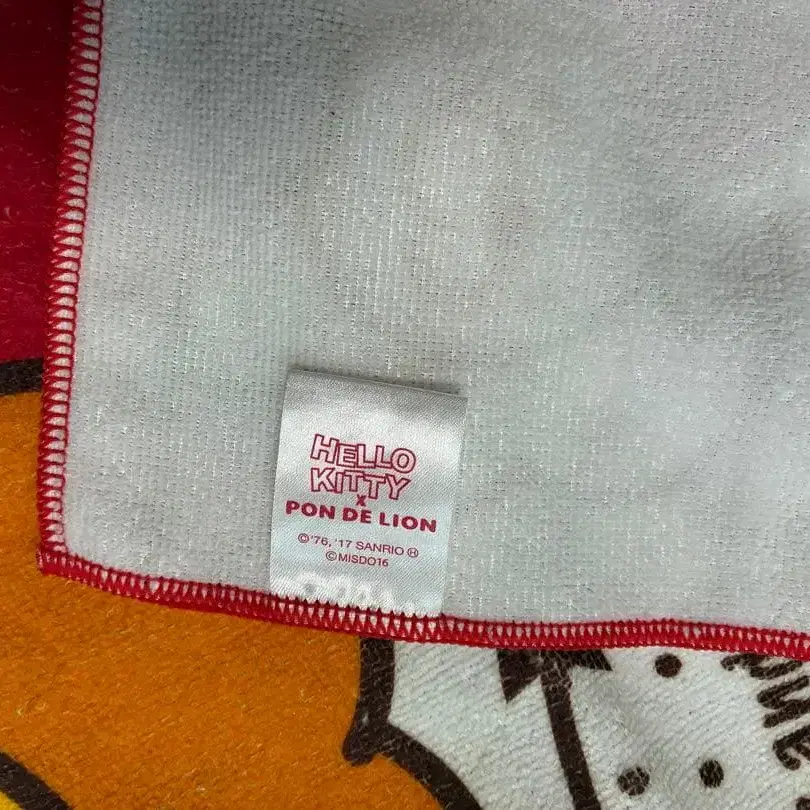 HELLO
KITTY
X
PON DE LION
©'76, '17 SANRIO Ⓗ
©MISDO16